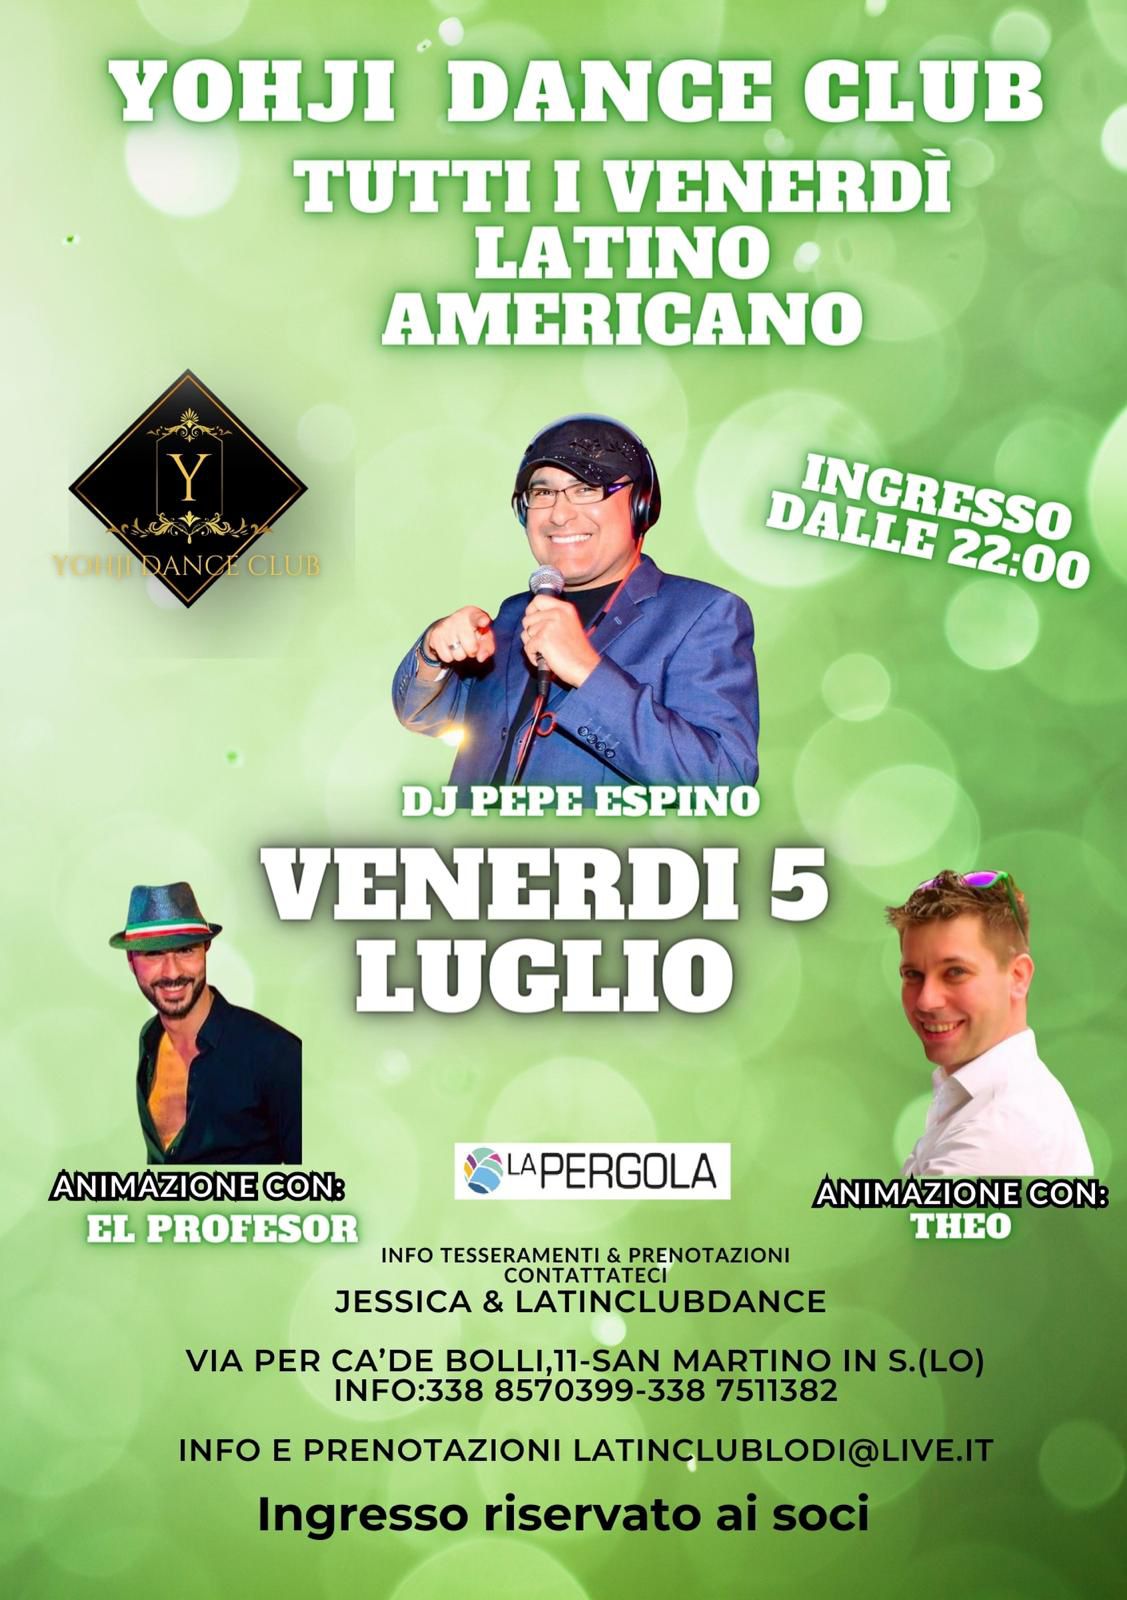 YOHJI DANCE CLUB
TUTTI I VENERDÌ
LATINO
AMERICANO
Y
YOHJI DANCE CLUB
INGRESSO
DALLE 22:00
DJ PEPE ESPINO
VENERDI 5
LUGLIO
ANIMAZIONE CON:
EL PROFESOR
LA PERGOLA
ANIMAZIONE CON:
THEO
INFO TESSERAMENTI & PRENOTAZIONI
CONTATTATECI
JESSICA & LATINCLUBDANCE
VIA PER CA’DE BOLLI,11-SAN MARTINO IN S.(LO)
INFO:338 8570399-338 7511382
INFO E PRENOTAZIONI LATINCLUBLODI@LIVE.IT
Ingresso riservato ai soci